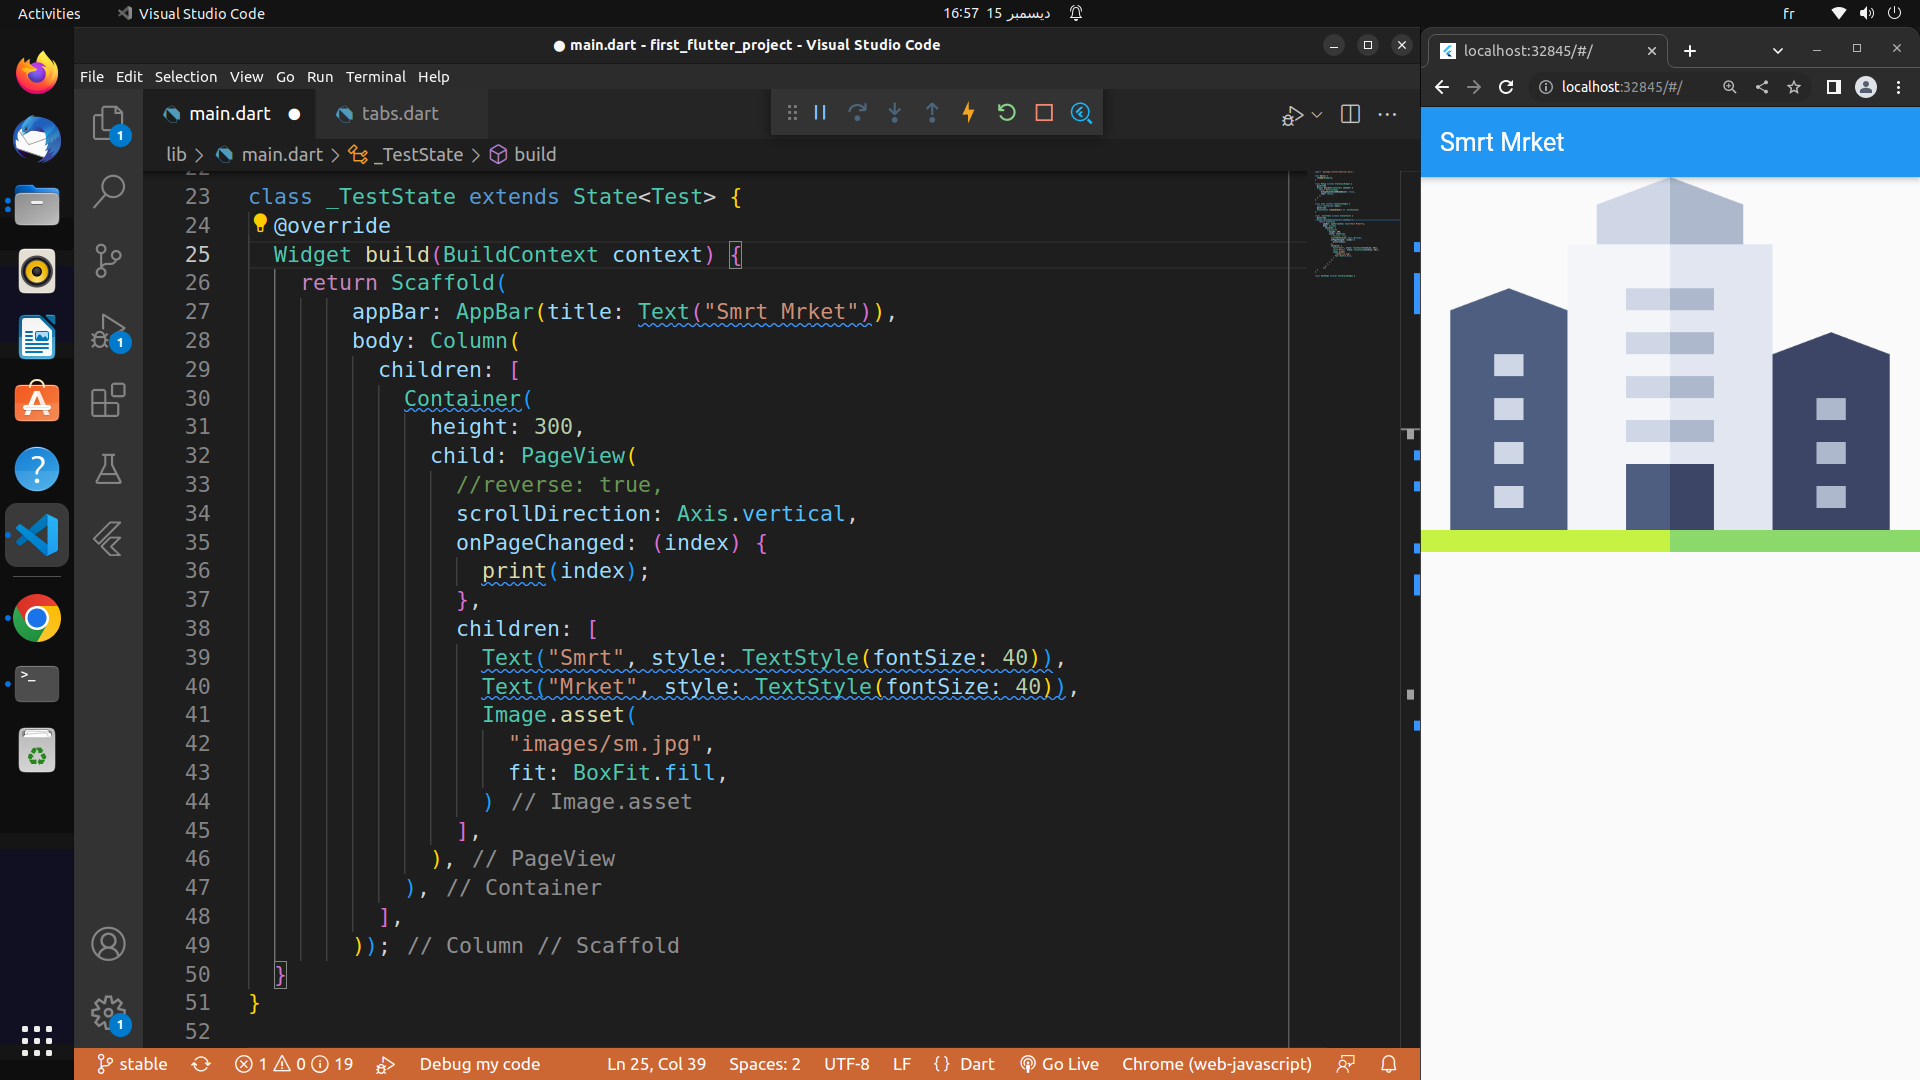 Activities
Visual Studio Code
16:57 15 ديسمبر
fr
main.dart - first_flutter_project - Visual Studio Code
File Edit Selection View Go Run Terminal Help
main.dart
tabs.dart
lib > main.dart > _TestState > build
22
23 class _TestState extends State<Test> {
24 @override
25 Widget build(BuildContext context) {
26 return Scaffold(
27 appBar: AppBar(title: Text("Smrt Mrket")),
28 body: Column(
29 children: [
30 Container(
31 height: 300,
32 child: PageView(
33 //reverse: true,
34 scrollDirection: Axis.vertical,
35 onPageChanged: (index) {
36 print(index);
37 },
38 children: [
39 Text("Smrt", style: TextStyle(fontSize: 40)),
40 Text("Mrket", style: TextStyle(fontSize: 40)),
41 Image.asset(
42 "images/sm.jpg",
43 fit: BoxFit.fill,
44 ) // Image.asset
45 ],
46 ), // PageView
47 ), // Container
48 ],
49 )); // Column // Scaffold
50 }
51 }
52
1
1
1
stable
1 0 19
Debug my code
Ln 25, Col 39
Spaces: 2
UTF-8
LF
{} Dart
Go Live
Chrome (web-javascript)
localhost:32845/#/
localhost:32845/#/
Smrt Mrket